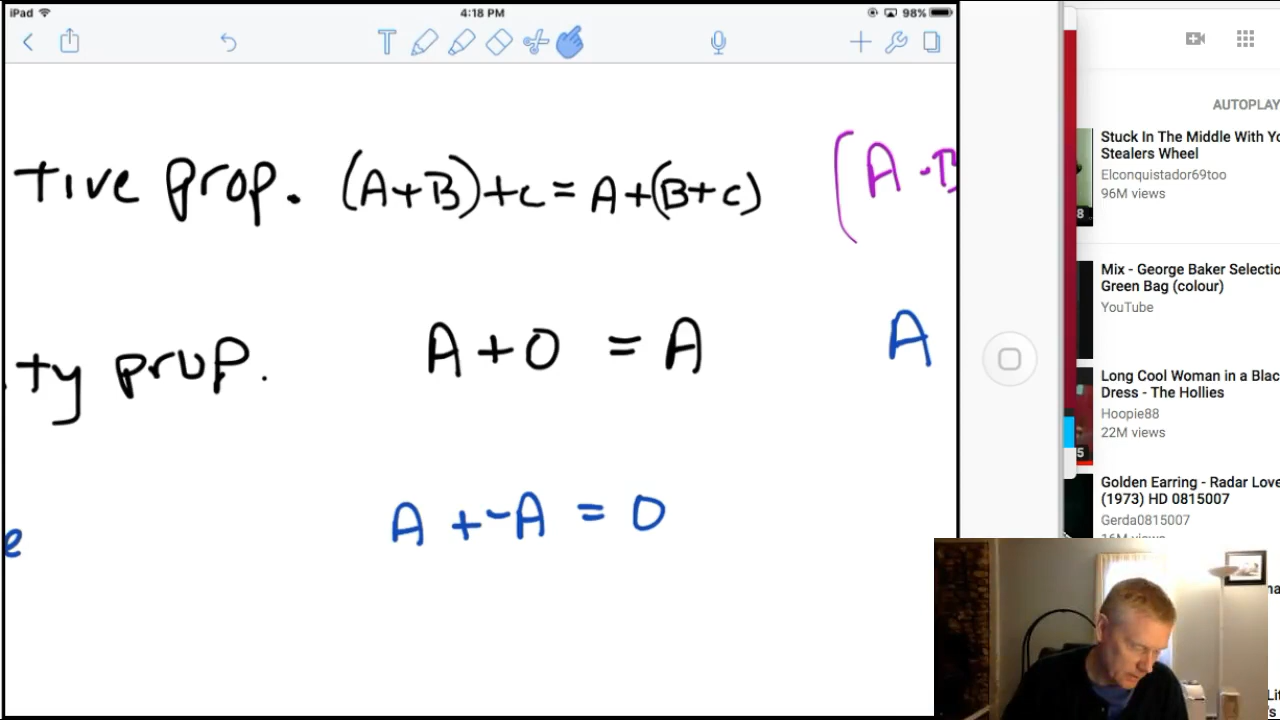 iPad 4:18 PM 98%
T
AUTOPLAY
Stuck In The Middle With
Stealers Wheel
Elconquistador69too
96M views
8
tive prop. (A+B)+c = A+(B+c) (A·B
Mix - George Baker Selectio
Green Bag (colour)
YouTube
ty prop. A+0 = A A
Long Cool Woman in a Blac
Dress - The Hollies
Hoopie88
22M views
5
Golden Earring - Radar Love
(1973) HD 0815007
Gerda0815007
e A +-A = 0